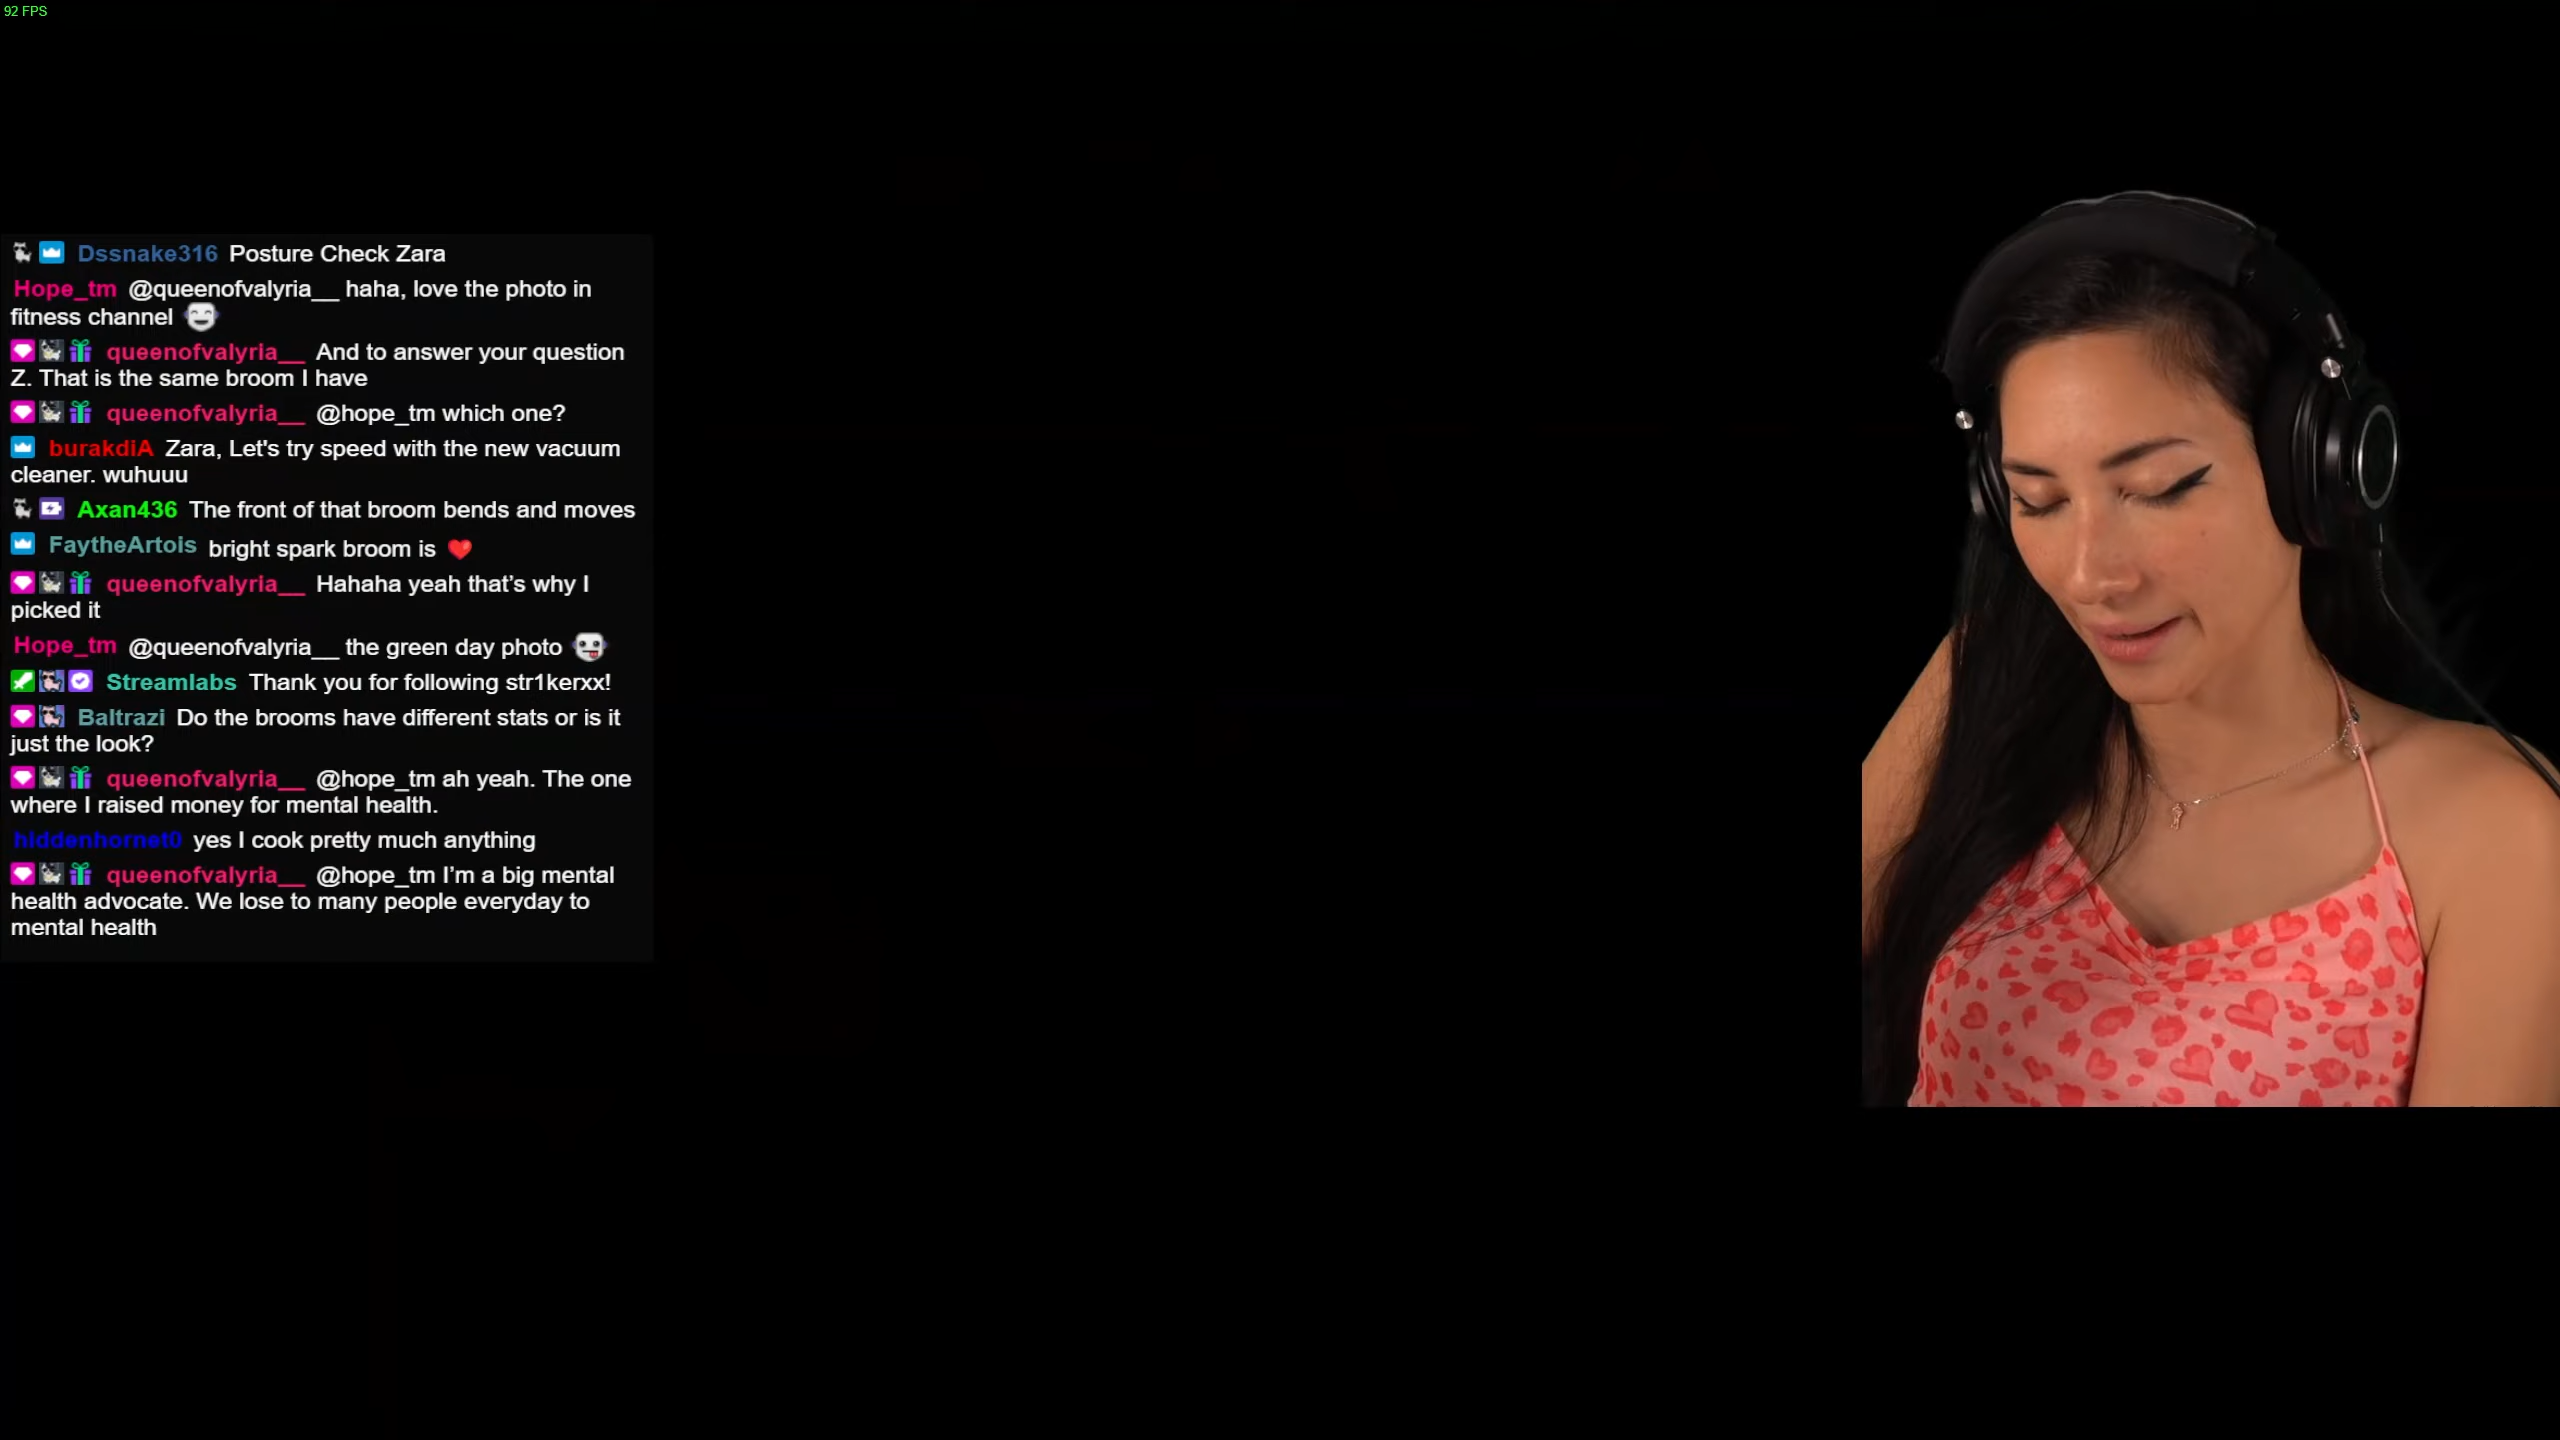 92 FPS
Dssnake316 Posture Check Zara
Hope_tm @queenofvalyria__ haha, love the photo in
fitness channel
queenofvalyria__ And to answer your question
Z. That is the same broom I have
queenofvalyria__ @hope_tm which one?
burakdiA Zara, Let's try speed with the new vacuum
cleaner. wuhuuu
Axan436 The front of that broom bends and moves
FaytheArtois bright spark broom is ❤️
queenofvalyria__ Hahaha yeah that’s why I
picked it
Hope_tm @queenofvalyria__ the green day photo
Streamlabs Thank you for following str1kerxx!
Baltrazi Do the brooms have different stats or is it
just the look?
queenofvalyria__ @hope_tm ah yeah. The one
where I raised money for mental health.
hiddenhornet0 yes I cook pretty much anything
queenofvalyria__ @hope_tm I’m a big mental
health advocate. We lose to many people everyday to
mental health